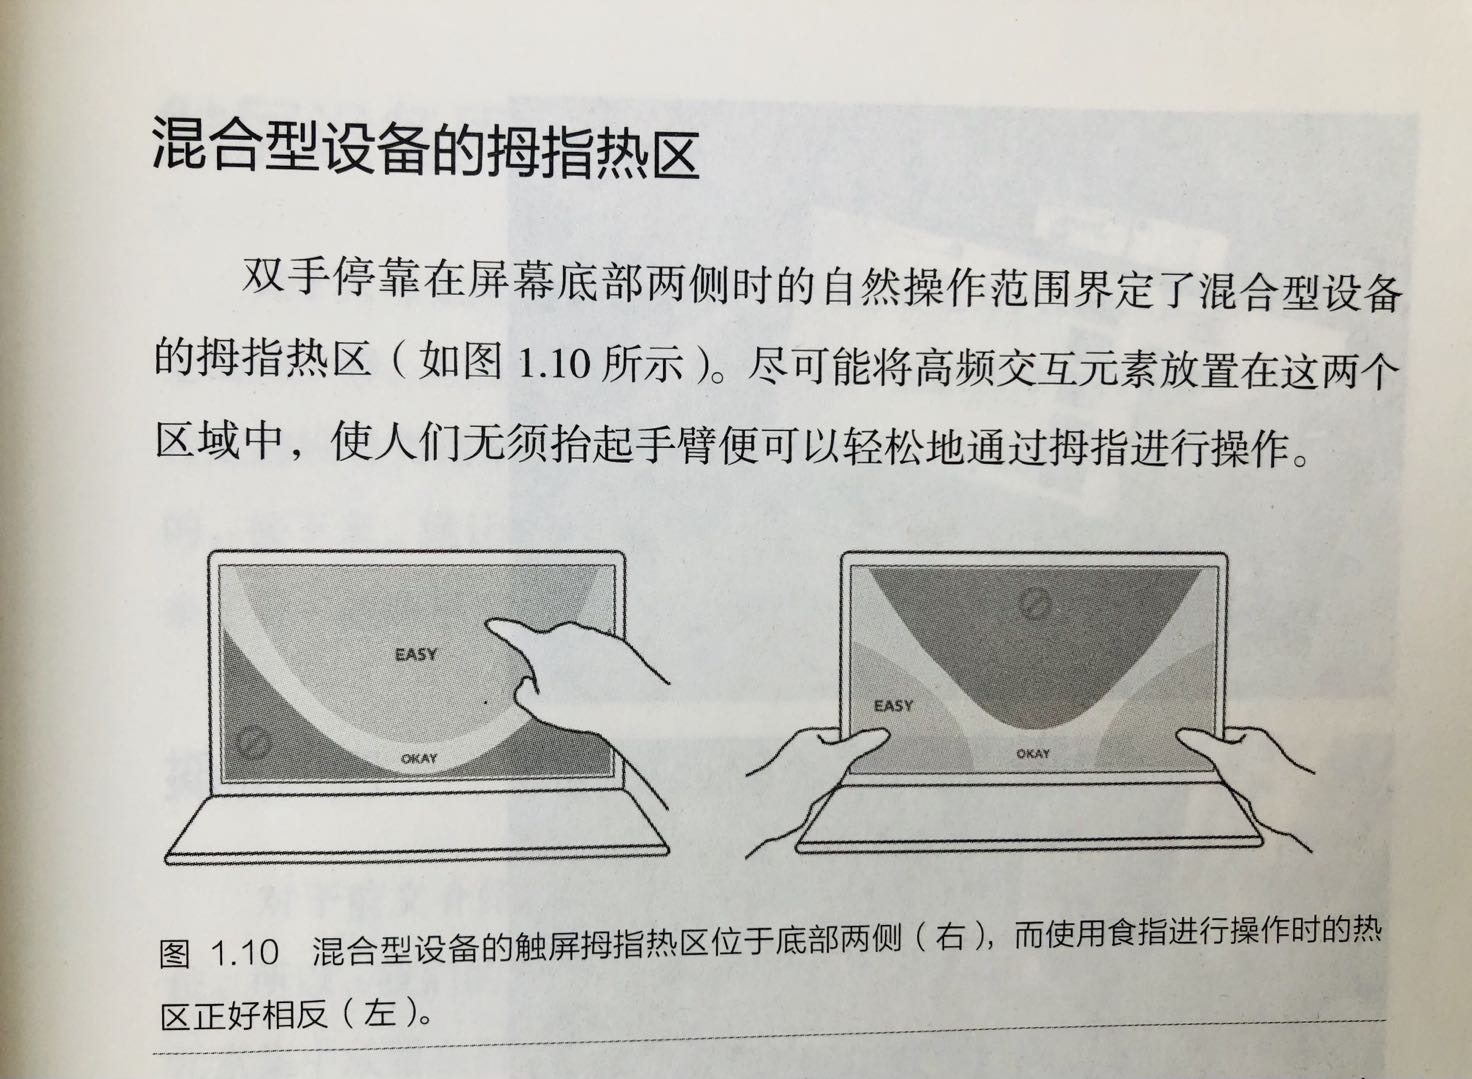 混合型设备的拇指热区
双手停靠在屏幕底部两侧时的自然操作范围界定了混合型设备
的拇指热区（如图 1.10 所示）。尽可能将高频交互元素放置在这两个
区域中，使人们无须抬起手臂便可以轻松地通过拇指进行操作。
EASY
OKAY
EASY
OKAY
图 1.10 混合型设备的触屏拇指热区位于底部两侧（右），而使用食指进行操作时的热
区正好相反（左）。